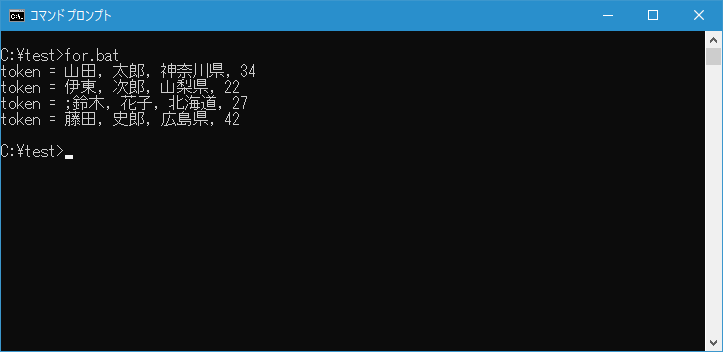 コマンドプロンプト
C:¥test>for.bat
token = 山田, 太郎, 神奈川県, 34
token = 伊東, 次郎, 山梨県, 22
token = ;鈴木, 花子, 北海道, 27
token = 藤田, 史郎, 広島県, 42
C:¥test>